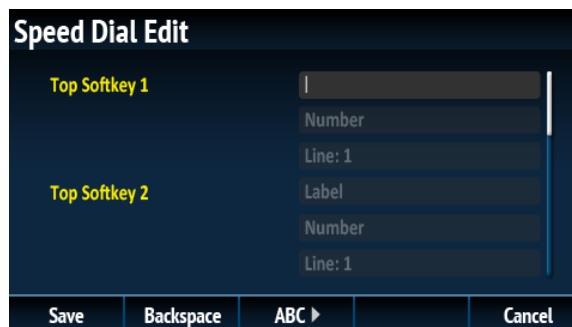 Speed Dial Edit
Top Softkey 1
Number
Line: 1
Top Softkey 2 Label
Number
Line: 1
Save Backspace ABC Cancel